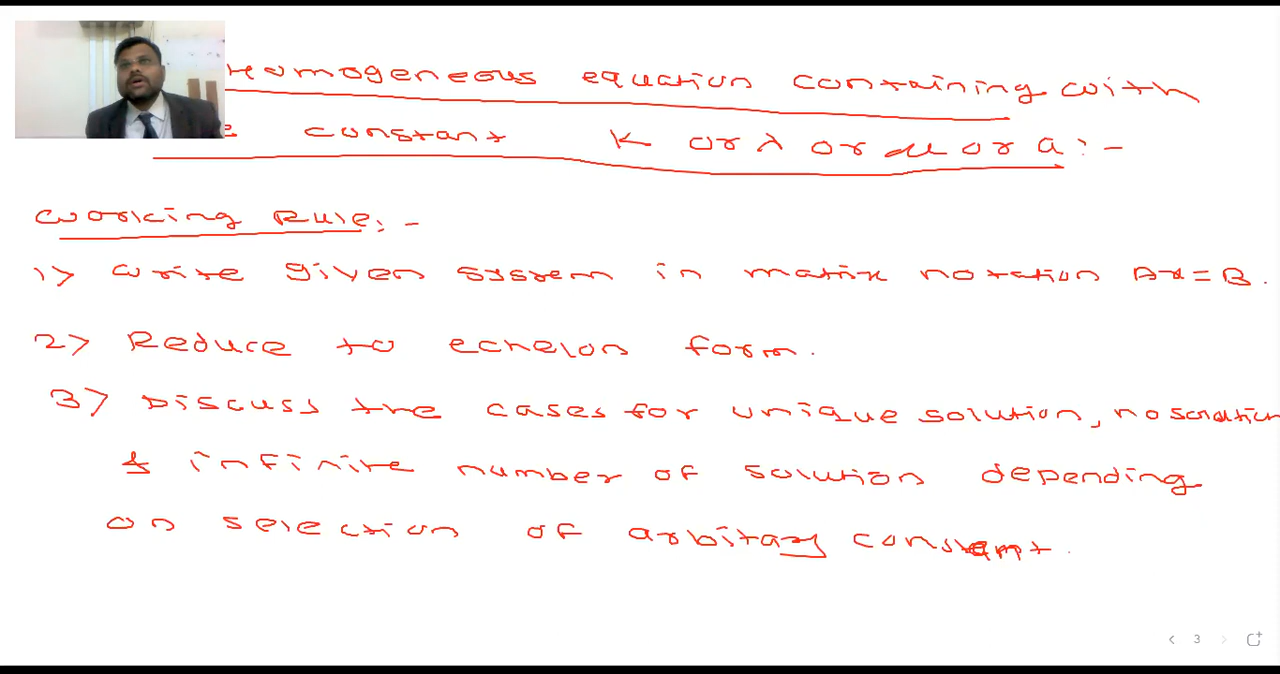 Homogeneous equation containing with
constant K or λ or μ or a : -
Working Rule : -
1) write given system in matrix notation Ax = B .
2) Reduce to echelon form .
3) Discuss the cases for unique solution , no solution
& infinite number of solution depending
on selection of arbitary constant .
3